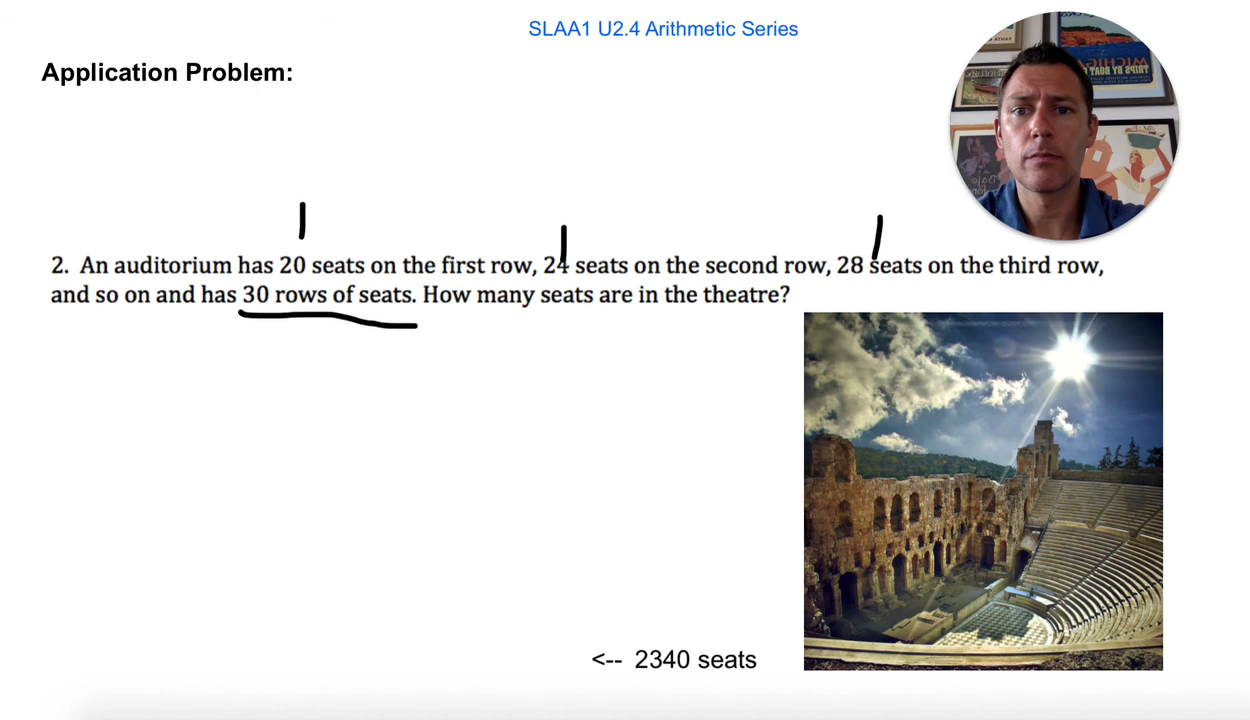 SLAA1 U2.4 Arithmetic Series
Application Problem:
2. An auditorium has 20 seats on the first row, 24 seats on the second row, 28 seats on the third row,
and so on and has 30 rows of seats. How many seats are in the theatre?
<-- 2340 seats